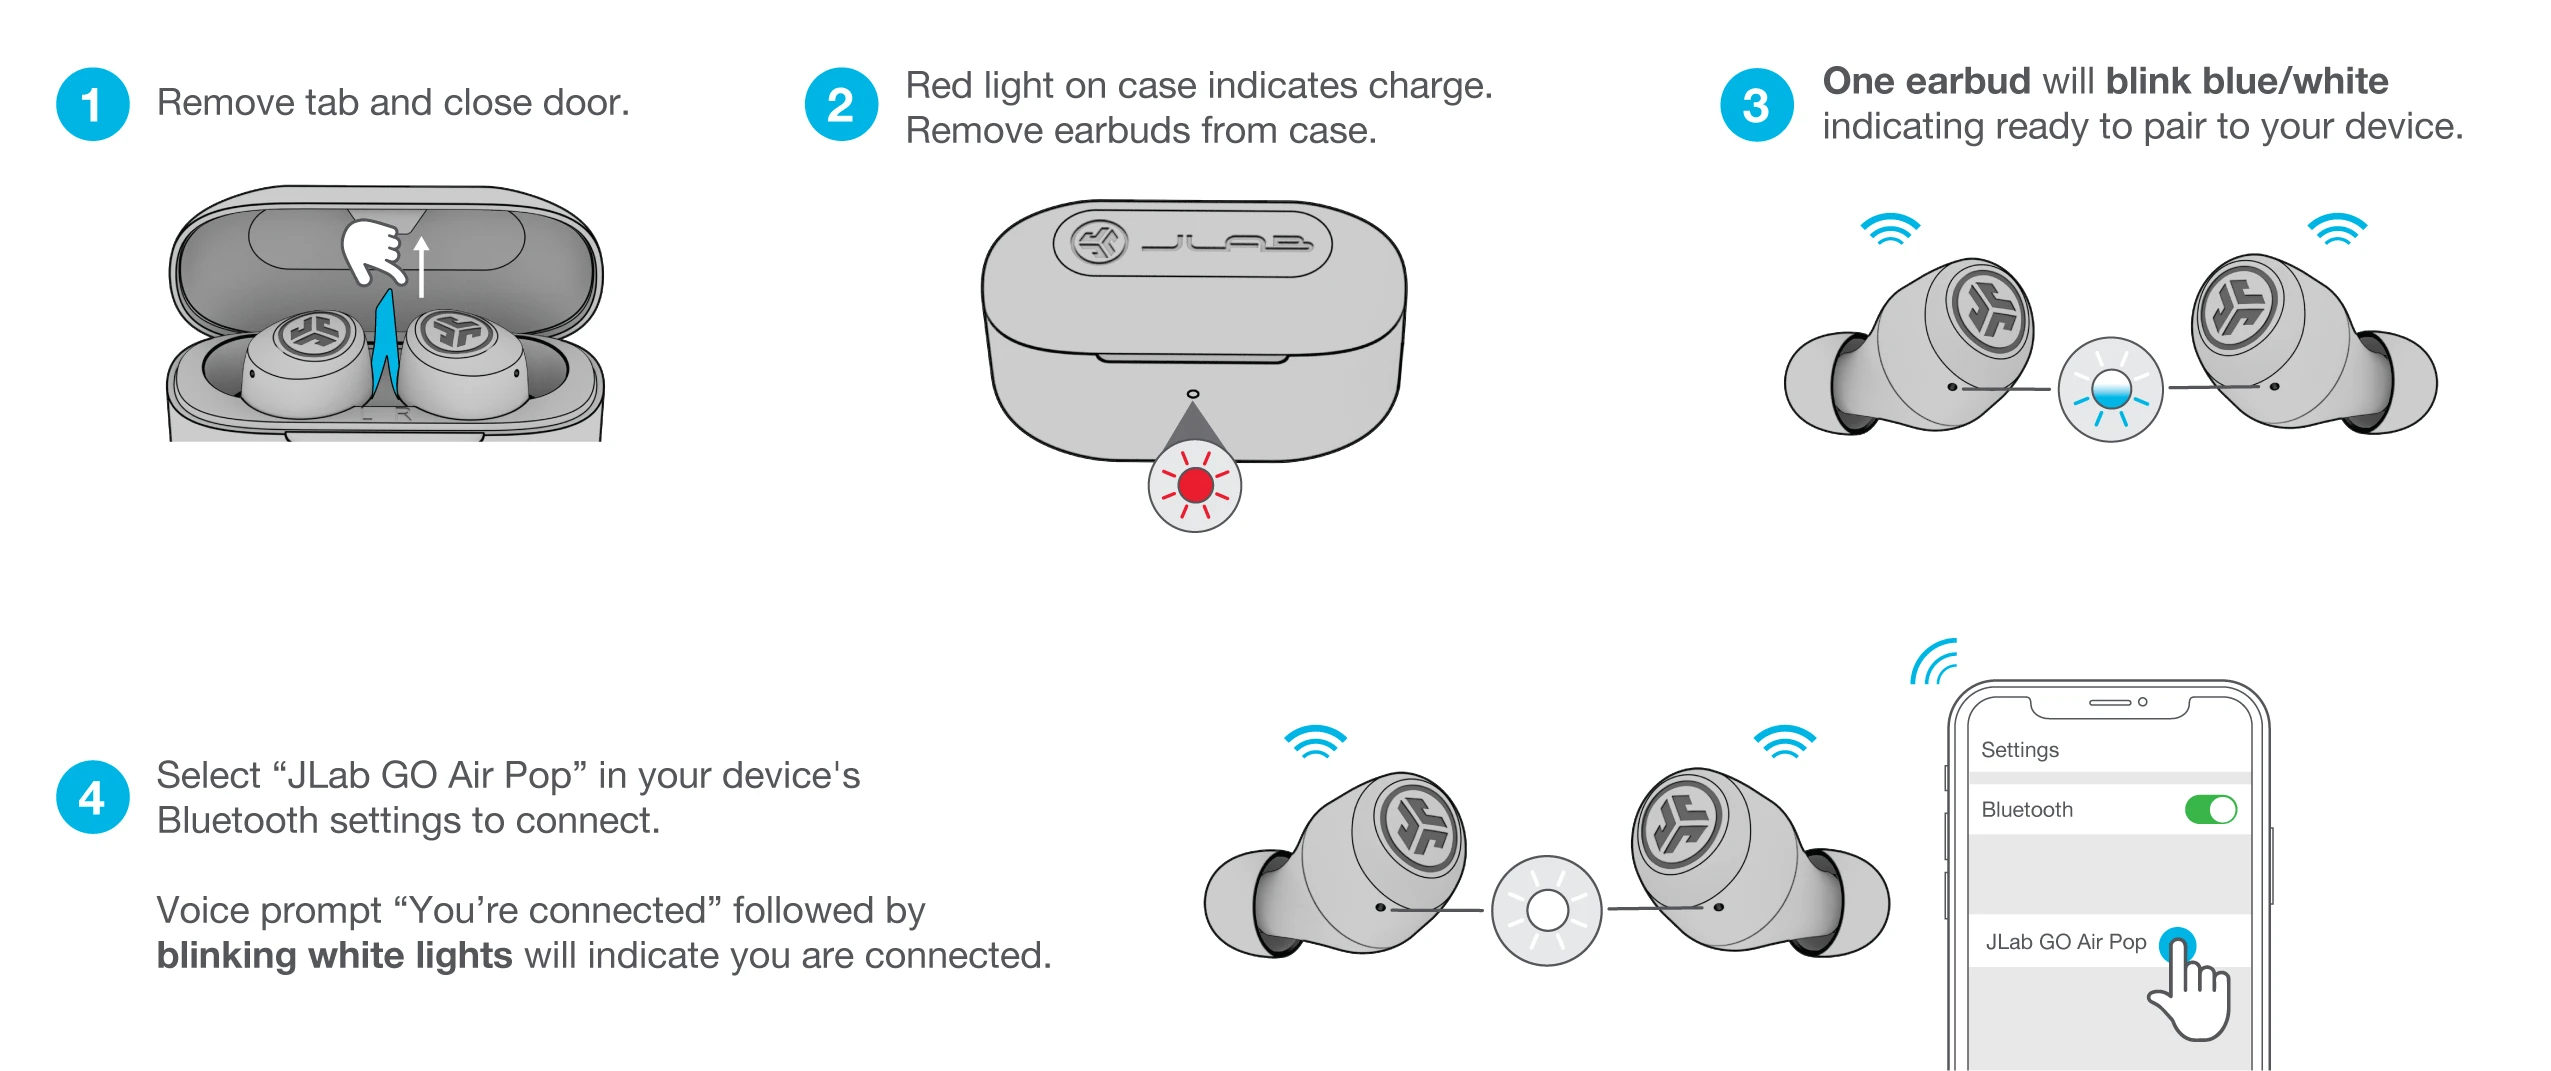 1
Remove tab and close door.
L R
2
Red light on case indicates charge.
Remove earbuds from case.
JLAB
3
One earbud will blink blue/white
indicating ready to pair to your device.
4
Select “JLab GO Air Pop” in your device's
Bluetooth settings to connect.
Voice prompt “You’re connected” followed by
blinking white lights will indicate you are connected.
Settings
Bluetooth
JLab GO Air Pop